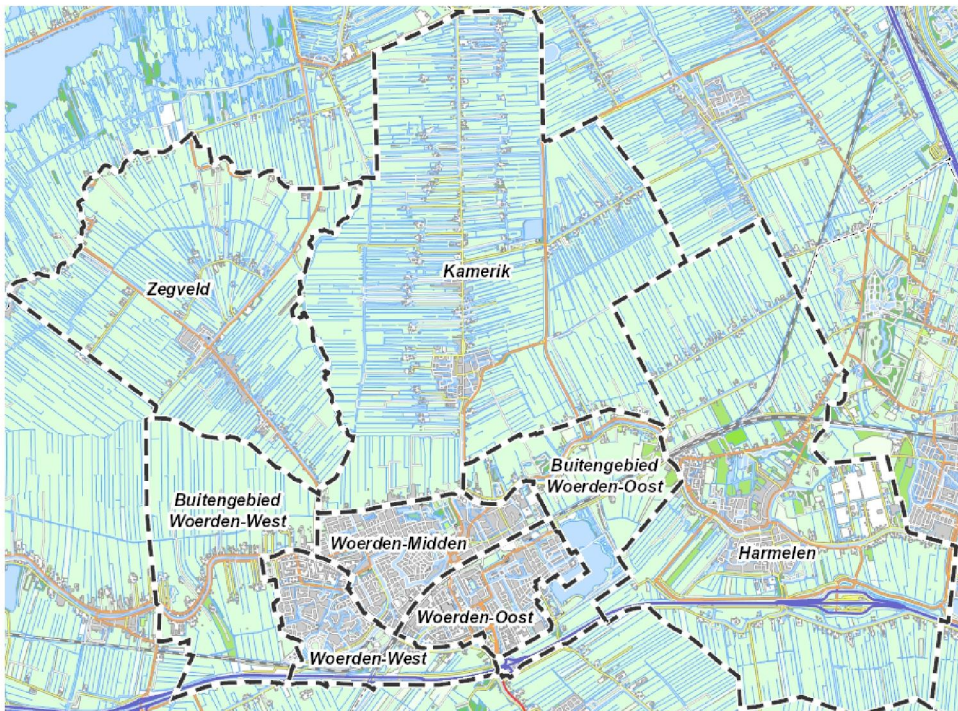 Kamerik
Zegveld
Buitengebied
Woerden-Oost
Buitengebied
Woerden-West
Woerden-Midden
Harmelen
Woerden-Oost
Woerden-West